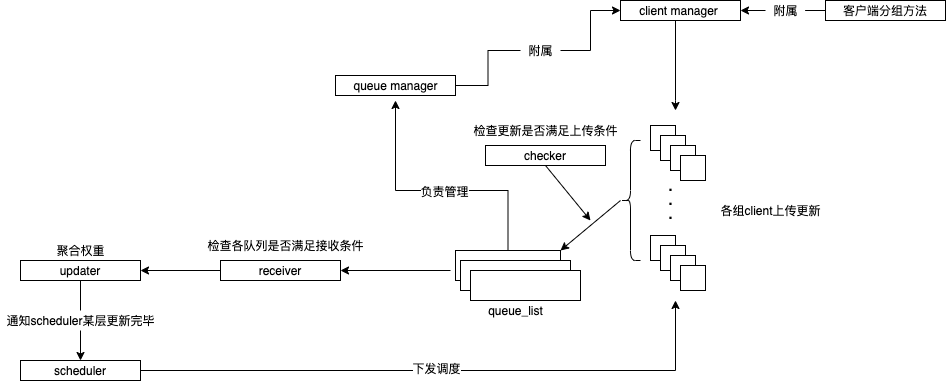 client manager
附属
客户端分组方法
附属
queue manager
检查更新是否满足上传条件
checker
负责管理
各组client上传更新
检查各队列是否满足接收条件
聚合权重
updater
receiver
queue_list
通知scheduler某层更新完毕
scheduler
下发调度